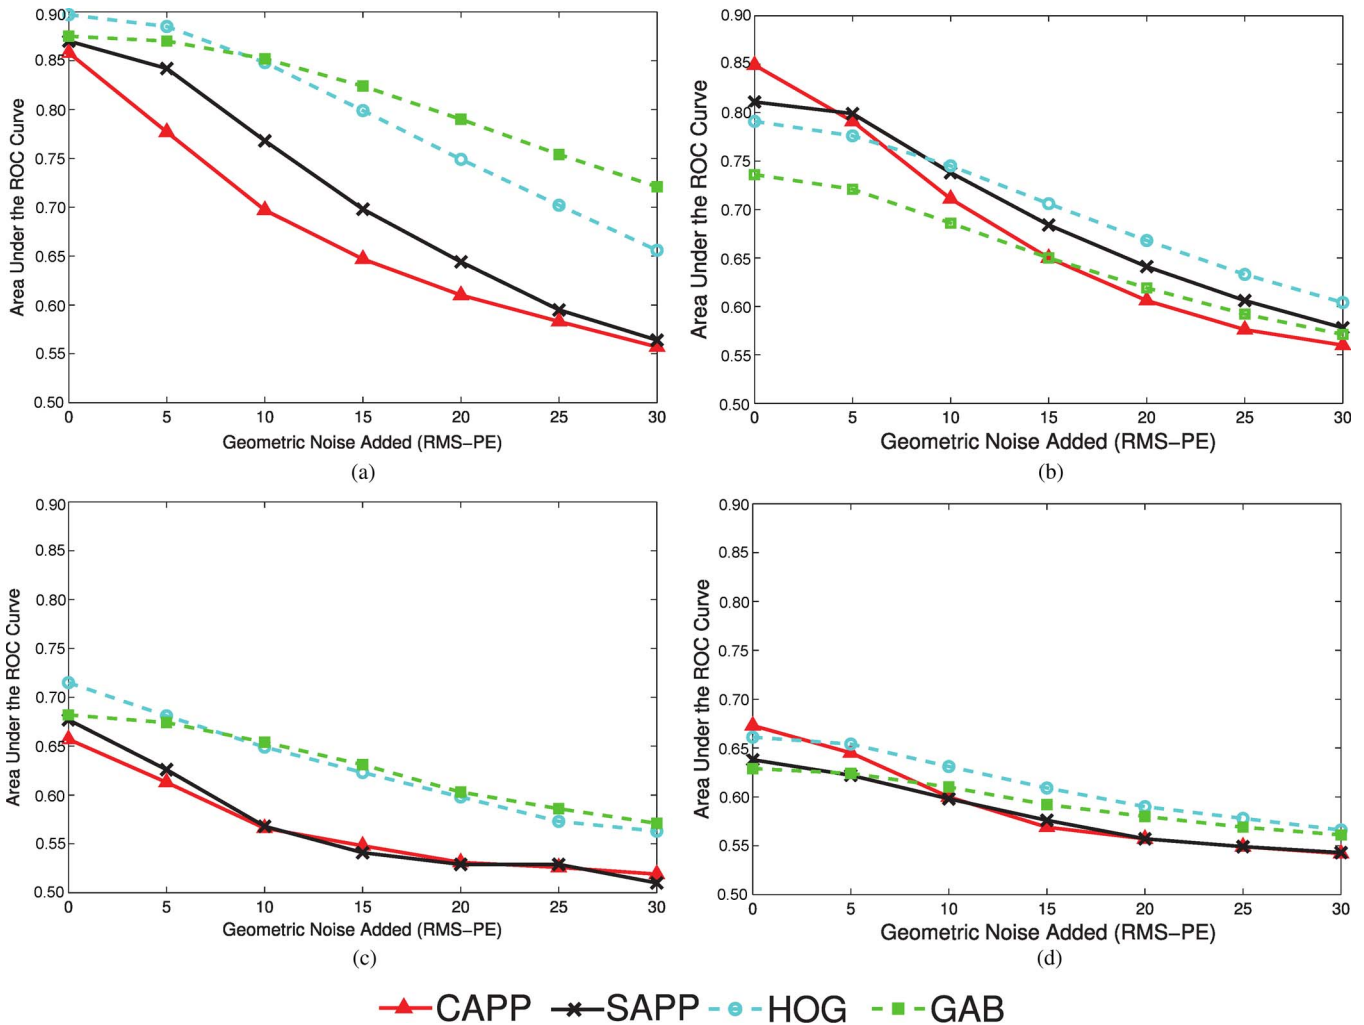 0.90
0.85
0.80
0.75
0.70
0.65
0.60
0.55
0.50
Area Under the ROC Curve
0 5 10 15 20 25 30
Geometric Noise Added (RMS-PE)
(a)
0.90
0.85
0.80
0.75
0.70
0.65
0.60
0.55
0.50
Area Under the ROC Curve
0 5 10 15 20 25 30
Geometric Noise Added (RMS-PE)
(b)
0.90
0.85
0.80
0.75
0.70
0.65
0.60
0.55
0.50
Area Under the ROC Curve
0 5 10 15 20 25 30
Geometric Noise Added (RMS-PE)
(c)
0.90
0.85
0.80
0.75
0.70
0.65
0.60
0.55
0.50
Area Under the ROC Curve
0 5 10 15 20 25 30
Geometric Noise Added (RMS-PE)
(d)
CAPP SAPP HOG GAB